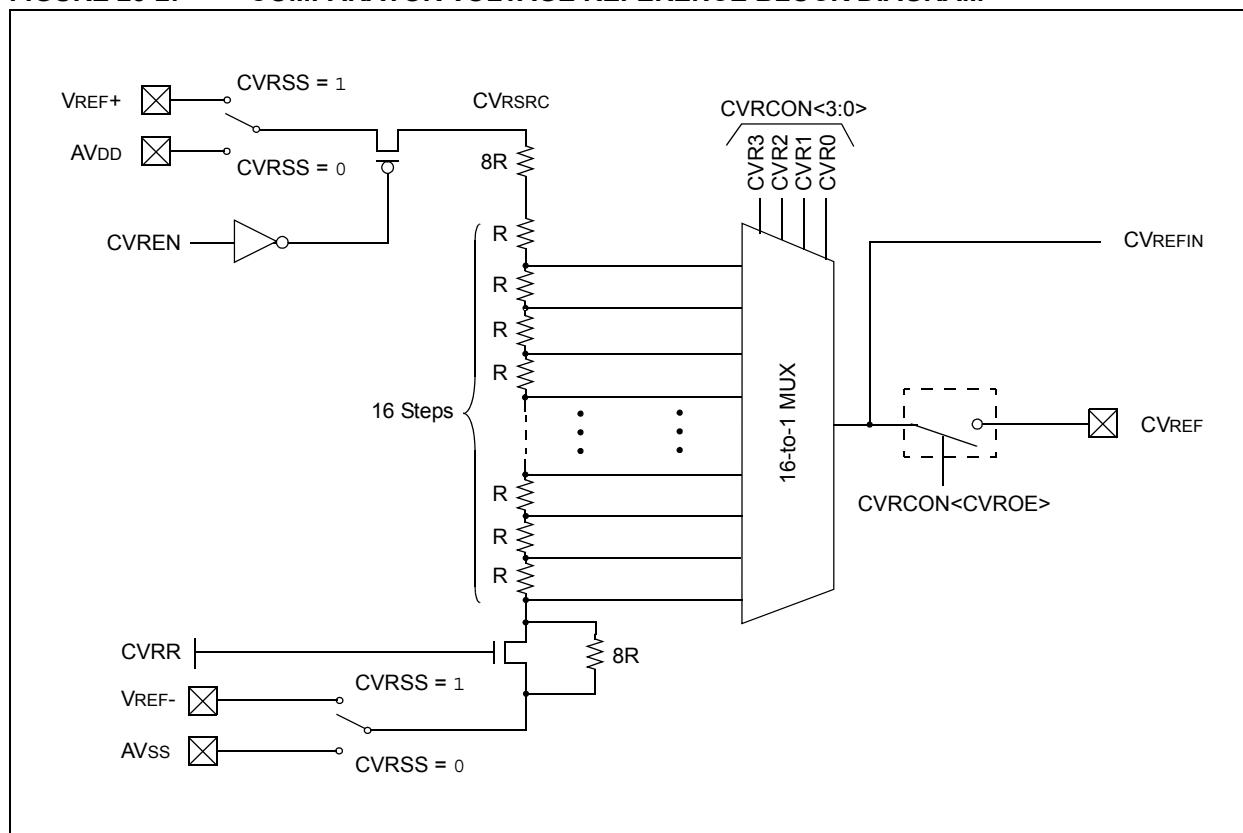 VREF+
CVRSS = 1
AVDD
CVRSS = 0
CVREN
CVRSRC
8R
R
R
R
R
16 Steps
R
R
R
CVRCON<3:0>
CVR3
CVR2
CVR1
CVR0
16-to-1 MUX
CVREFIN
CVREF
CVRCON<CVROE>
CVRR
8R
VREF-
CVRSS = 1
AVSS
CVRSS = 0